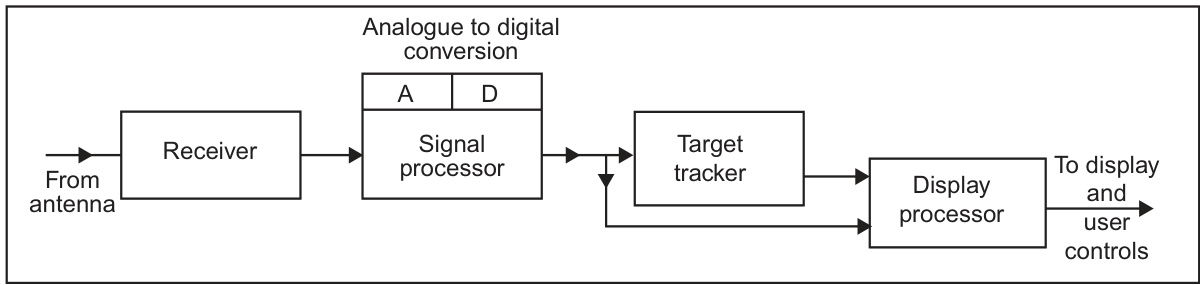 Analogue to digital
conversion
A D
From
antenna
Receiver
Signal
processor
Target
tracker
Display
processor
To display
and
user
controls